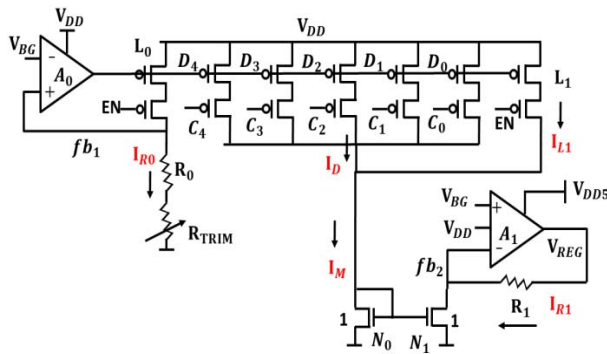 V_DD
V_DD
L_0
V_BG
-
A_0
+
D_4
D_3
D_2
D_1
D_0
L_1
EN
C_4
C_3
C_2
C_1
C_0
EN
fb_1
I_R0
R_0
I_D
I_L1
R_TRIM
V_BG
+
V_DD
A_1
-
V_DD5
V_REG
I_M
fb_2
R_1
I_R1
1
N_0
N_1
1